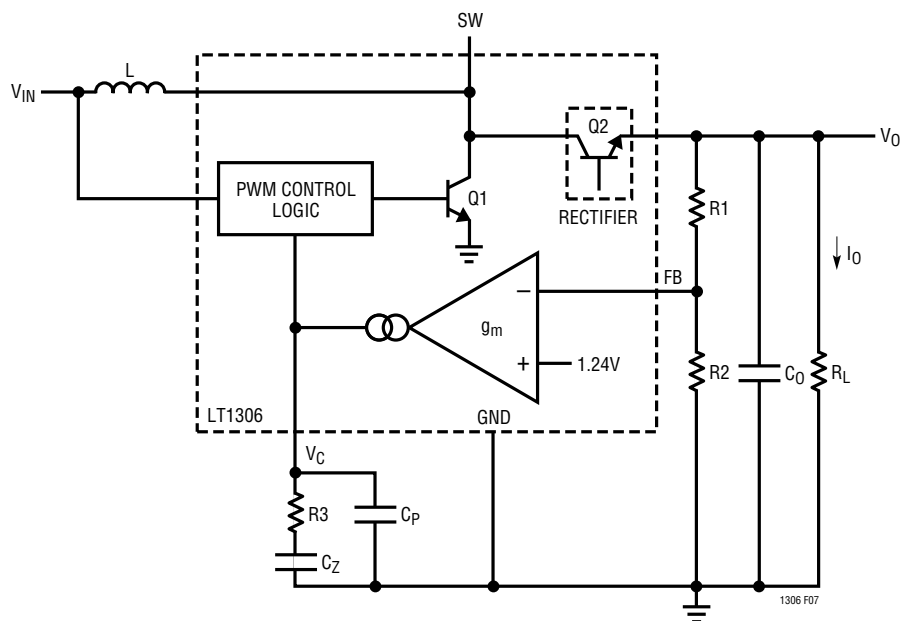 SW
L
V_IN
Q2
V_O
PWM CONTROL
LOGIC
Q1
RECTIFIER
R1
I_O
FB
−
g_m
+
1.24V
R2
C_O
R_L
LT1306
GND
V_C
R3
C_P
C_Z
1306 F07